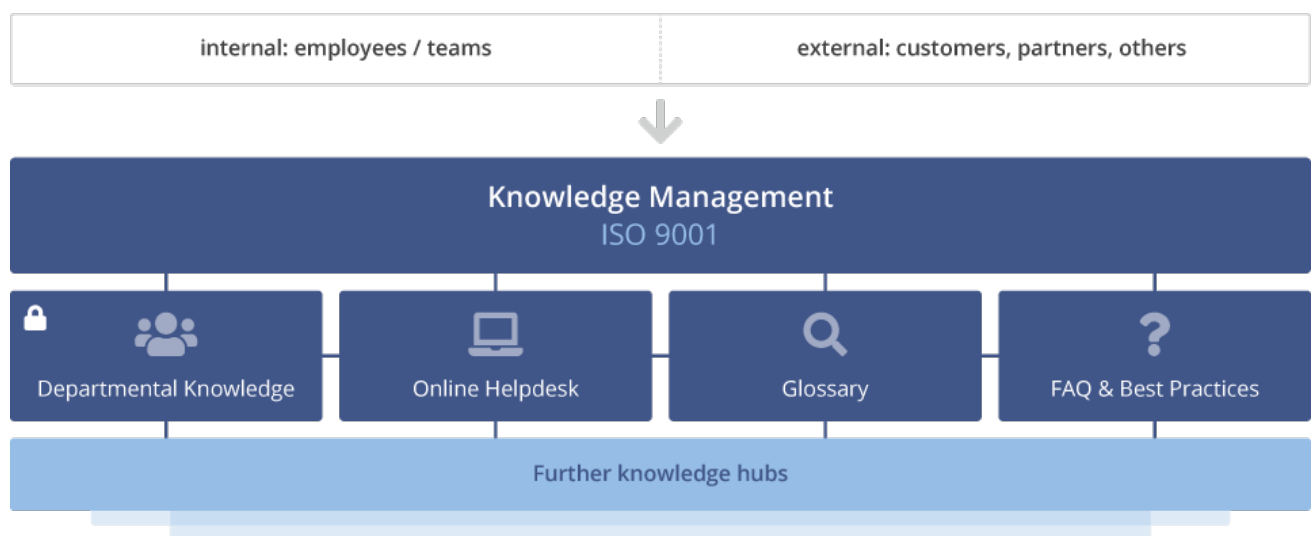 internal: employees / teams
external: customers, partners, others
Knowledge Management
ISO 9001
Departmental Knowledge
Online Helpdesk
Glossary
FAQ & Best Practices
Further knowledge hubs